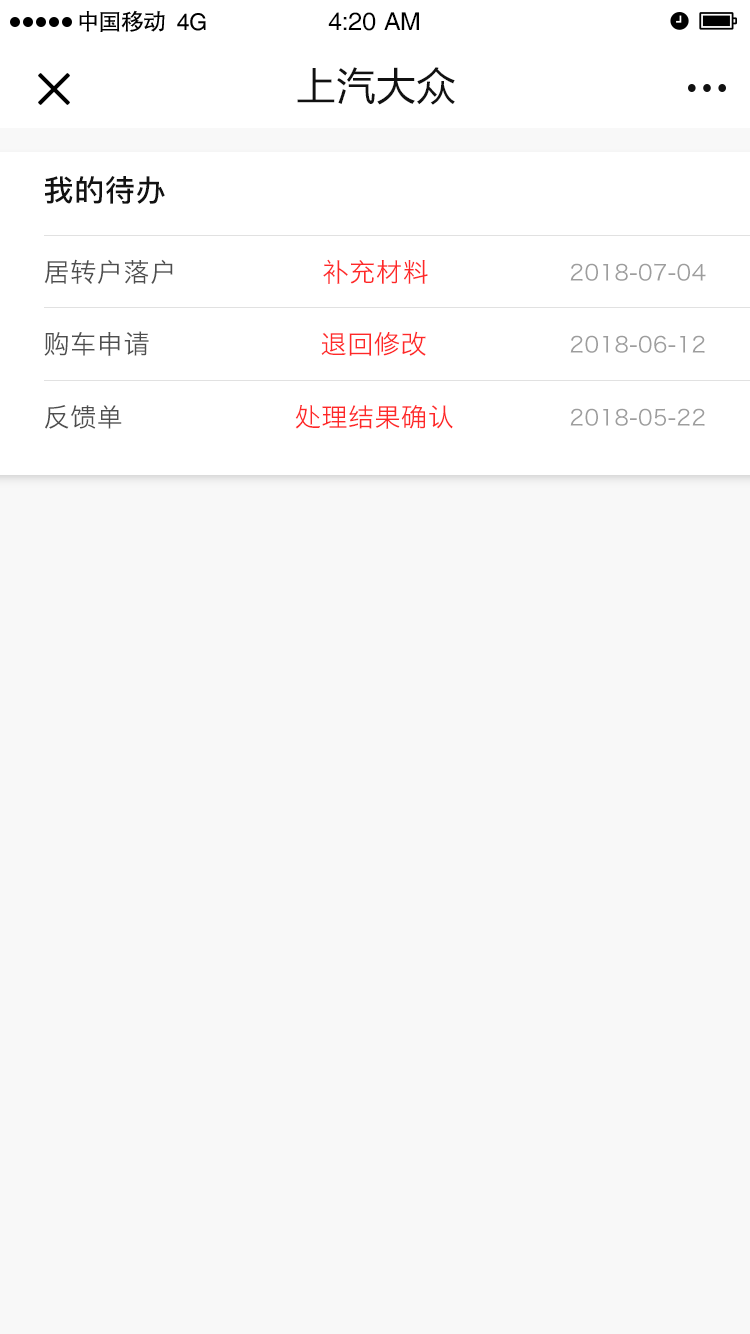 中国移动 4G 4:20 AM
上汽大众
我的待办
居转户落户 补充材料 2018-07-04
购车申请 退回修改 2018-06-12
反馈单 处理结果确认 2018-05-22